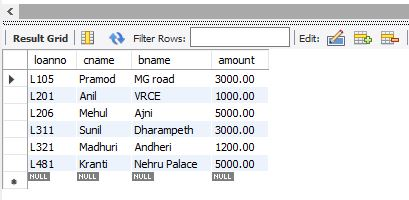 Result Grid Filter Rows: Edit:
loanno cname bname amount
L105 Pramod MG road 3000.00
L201 Anil VRCE 1000.00
L206 Mehul Ajni 5000.00
L311 Sunil Dharampeth 3000.00
L321 Madhuri Andheri 1200.00
L481 Kranti Nehru Palace 5000.00
NULL NULL NULL NULL